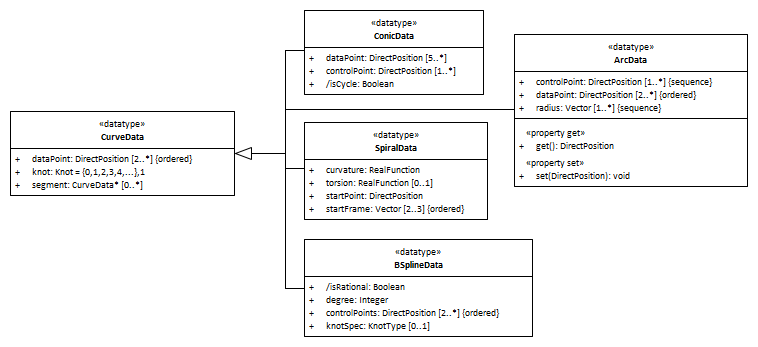 «datatype»
ConicData
+ dataPoint: DirectPosition [5..*]
+ controlPoint: DirectPosition [1..*]
+ /isCycle: Boolean
«datatype»
ArcData
+ controlPoint: DirectPosition [1..*] {sequence}
+ dataPoint: DirectPosition [2..*] {ordered}
+ radius: Vector [1..*] {sequence}
«property get»
+ get(): DirectPosition
«property set»
+ set(DirectPosition): void
«datatype»
CurveData
+ dataPoint: DirectPosition [2..*] {ordered}
+ knot: Knot = {0,1,2,3,4,...},1
+ segment: CurveData* [0..*]
«datatype»
SpiralData
+ curvature: RealFunction
+ torsion: RealFunction [0..1]
+ startPoint: DirectPosition
+ startFrame: Vector [2..3] {ordered}
«datatype»
BSplineData
+ /isRational: Boolean
+ degree: Integer
+ controlPoints: DirectPosition [2..*] {ordered}
+ knotSpec: KnotType [0..1]